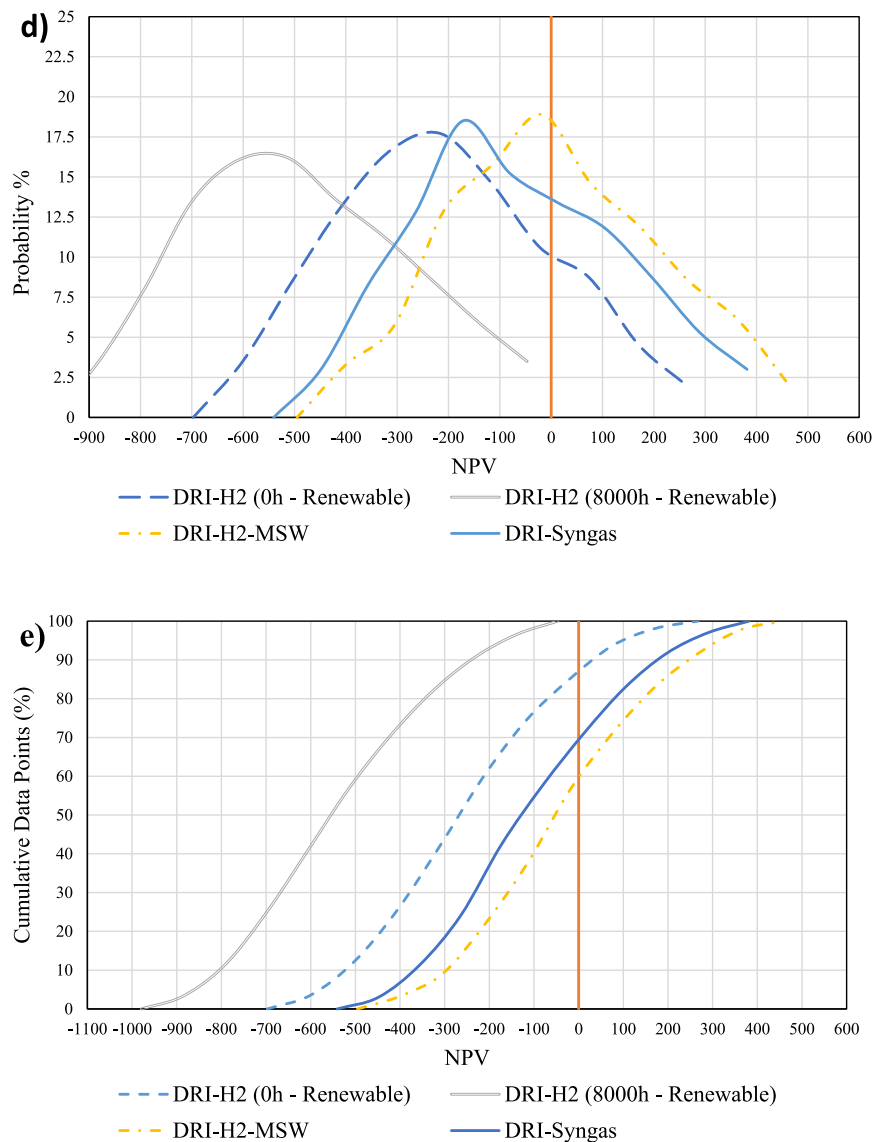 d)
25
22.5
20
17.5
15
12.5
10
7.5
5
2.5
0
Probability %
-900 -800 -700 -600 -500 -400 -300 -200 -100 0 100 200 300 400 500 600
NPV
DRI-H2 (0h - Renewable) DRI-H2 (8000h - Renewable)
DRI-H2-MSW DRI-Syngas
e)
100
90
80
70
60
50
40
30
20
10
0
Cumulative Data Points (%)
-1100 -1000 -900 -800 -700 -600 -500 -400 -300 -200 -100 0 100 200 300 400 500 600
NPV
DRI-H2 (0h - Renewable) DRI-H2 (8000h - Renewable)
DRI-H2-MSW DRI-Syngas